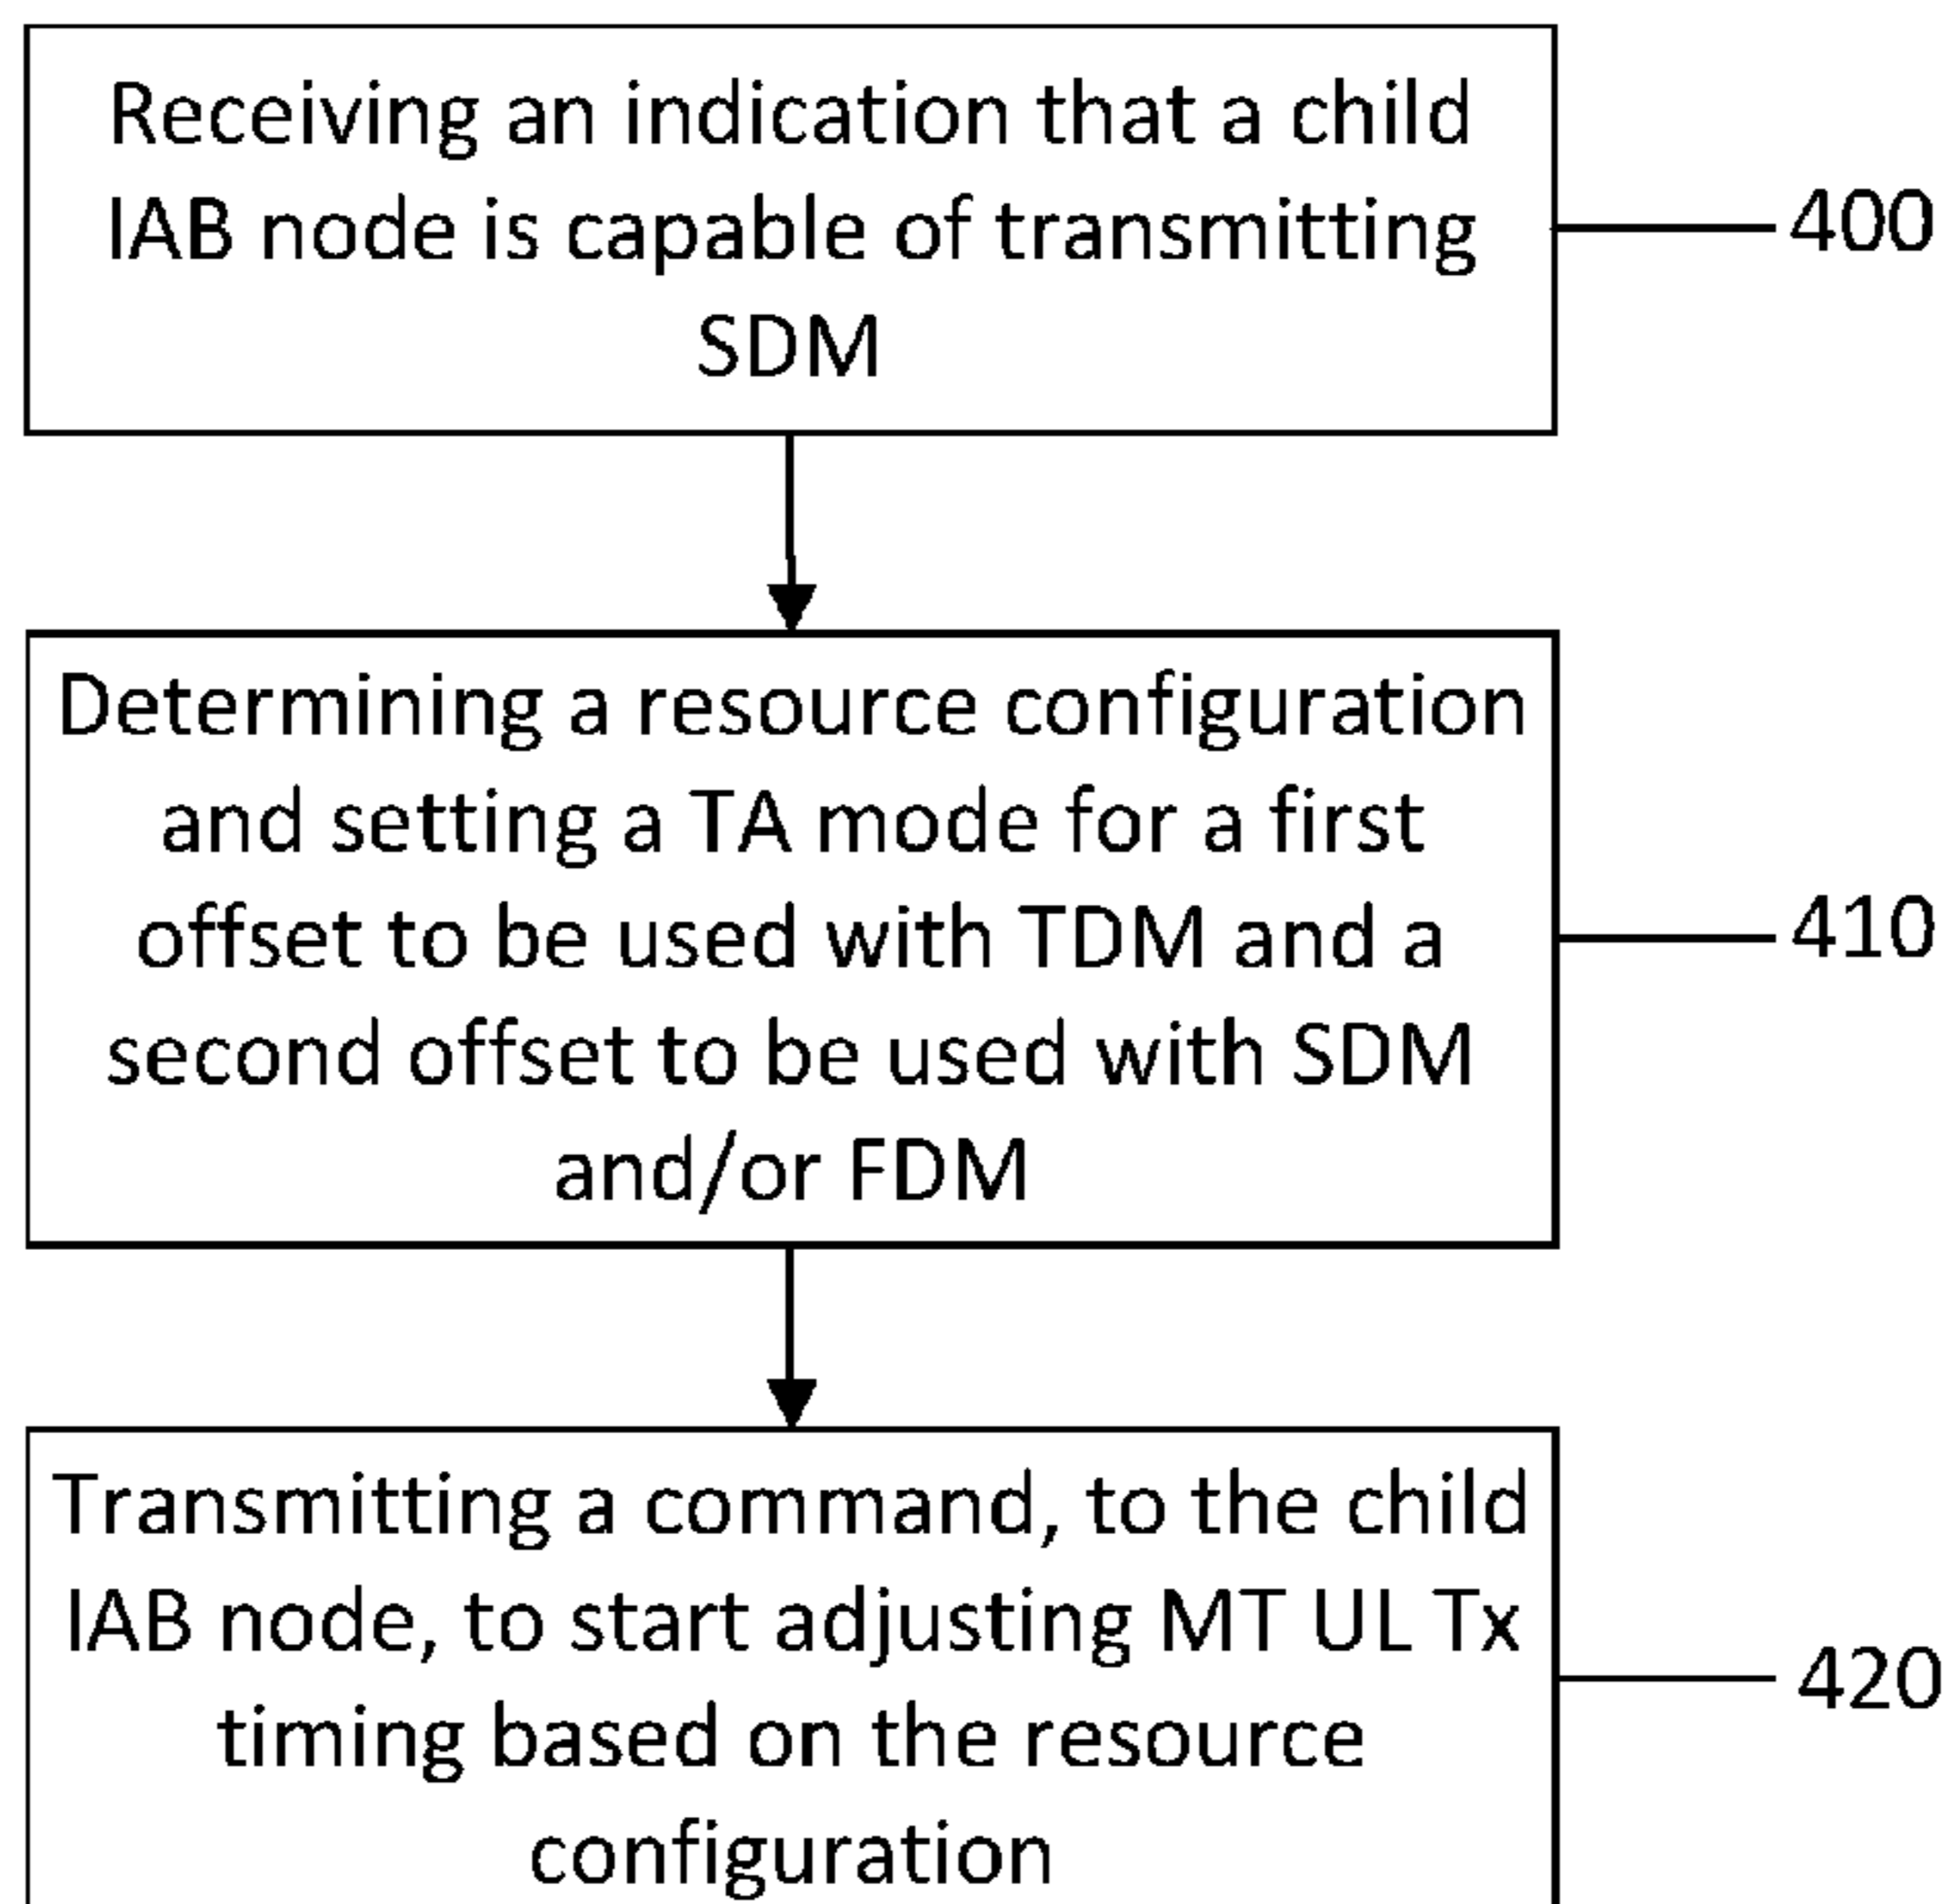 Receiving an indication that a child
IAB node is capable of transmitting
SDM
400
Determining a resource configuration
and setting a TA mode for a first
offset to be used with TDM and a
second offset to be used with SDM
and/or FDM
410
Transmitting a command, to the child
IAB node, to start adjusting MT UL Tx
timing based on the resource
configuration
420